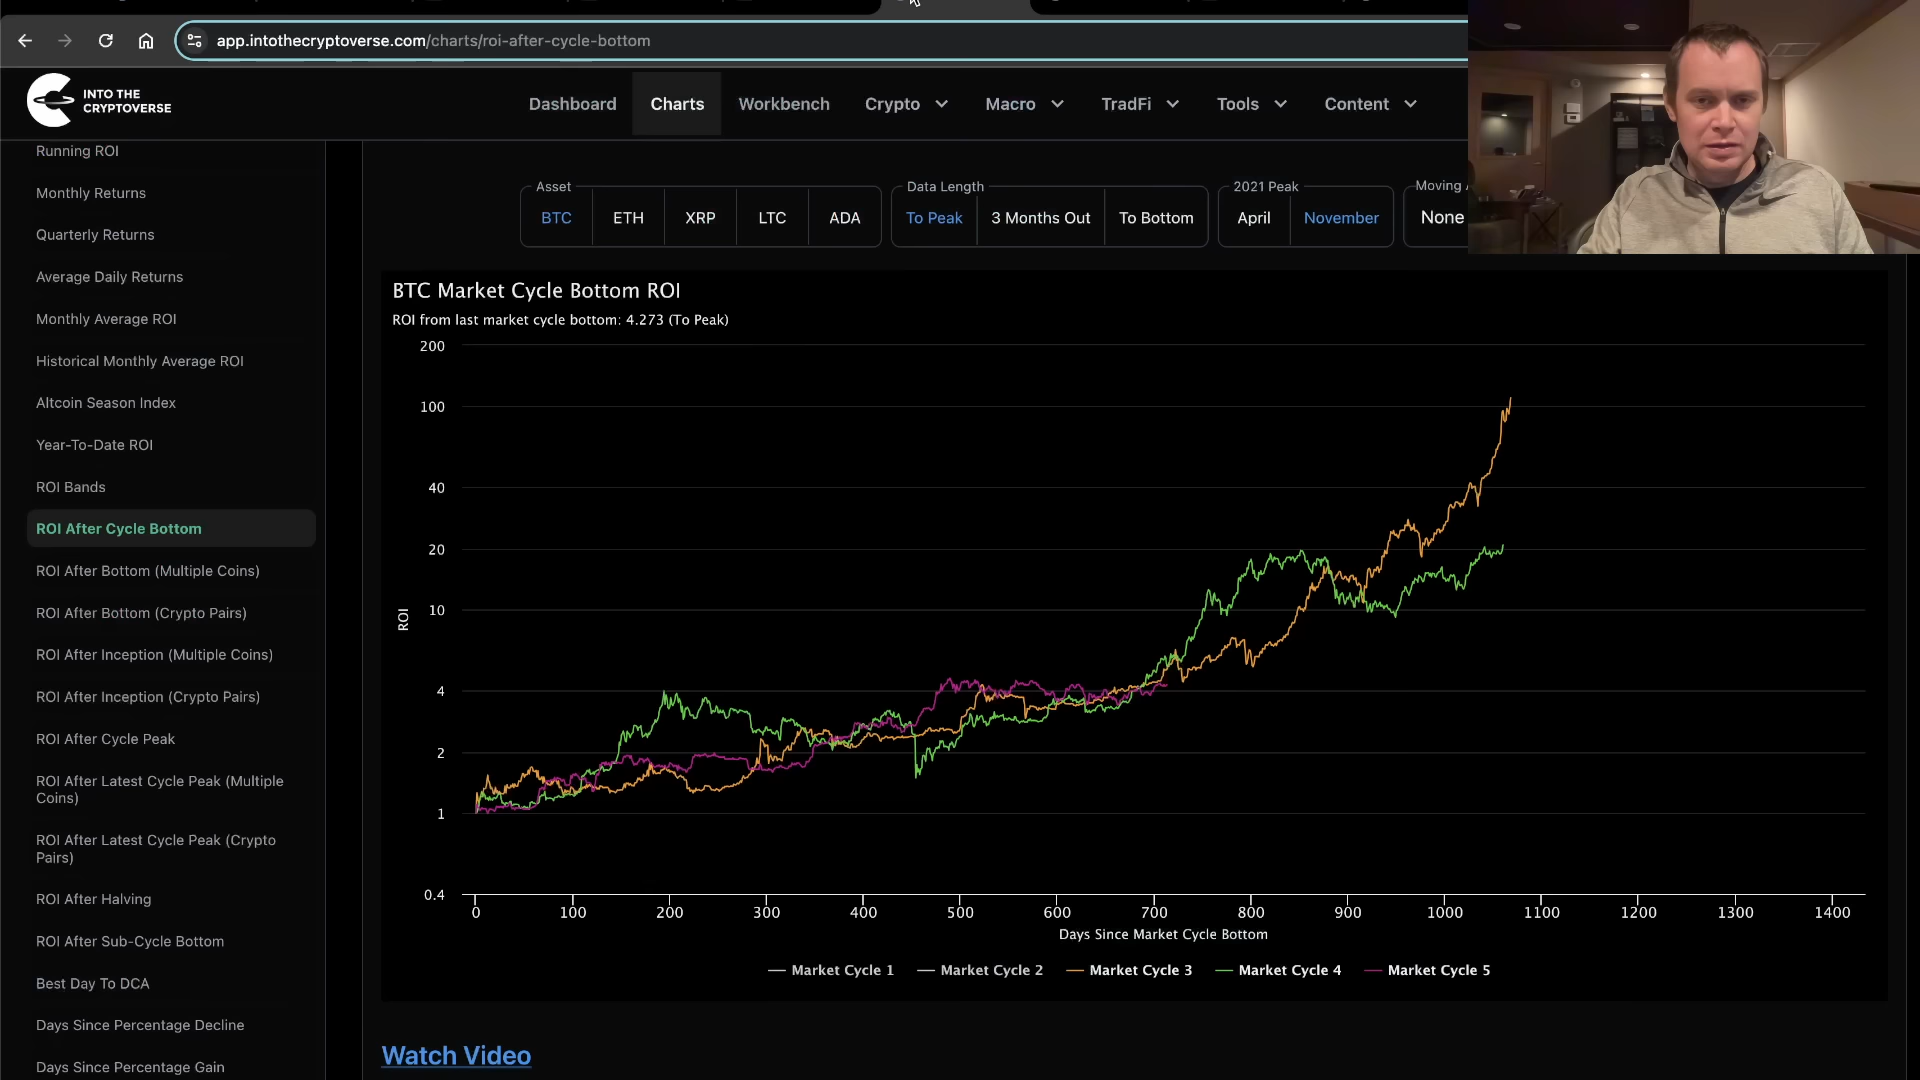 app.intothecryptoverse.com/charts/roi-after-cycle-bottom
INTO THE
CRYPTOVERSE
Dashboard
Charts
Workbench
Crypto
Macro
TradFi
Tools
Content
Running ROI
Monthly Returns
Quarterly Returns
Average Daily Returns
Monthly Average ROI
Historical Monthly Average ROI
Altcoin Season Index
Year-To-Date ROI
ROI Bands
ROI After Cycle Bottom
ROI After Bottom (Multiple Coins)
ROI After Bottom (Crypto Pairs)
ROI After Inception (Multiple Coins)
ROI After Inception (Crypto Pairs)
ROI After Cycle Peak
ROI After Latest Cycle Peak (Multiple
Coins)
ROI After Latest Cycle Peak (Crypto
Pairs)
ROI After Halving
ROI After Sub-Cycle Bottom
Best Day To DCA
Days Since Percentage Decline
Days Since Percentage Gain
Asset
BTC
ETH
XRP
LTC
ADA
Data Length
To Peak
3 Months Out
To Bottom
2021 Peak
April
November
Moving
None
BTC Market Cycle Bottom ROI
ROI from last market cycle bottom: 4.273 (To Peak)
200
100
40
20
10
4
2
1
0.4
ROI
0 100 200 300 400 500 600 700 800 900 1000 1100 1200 1300 1400
Days Since Market Cycle Bottom
Market Cycle 1
Market Cycle 2
Market Cycle 3
Market Cycle 4
Market Cycle 5
Watch Video